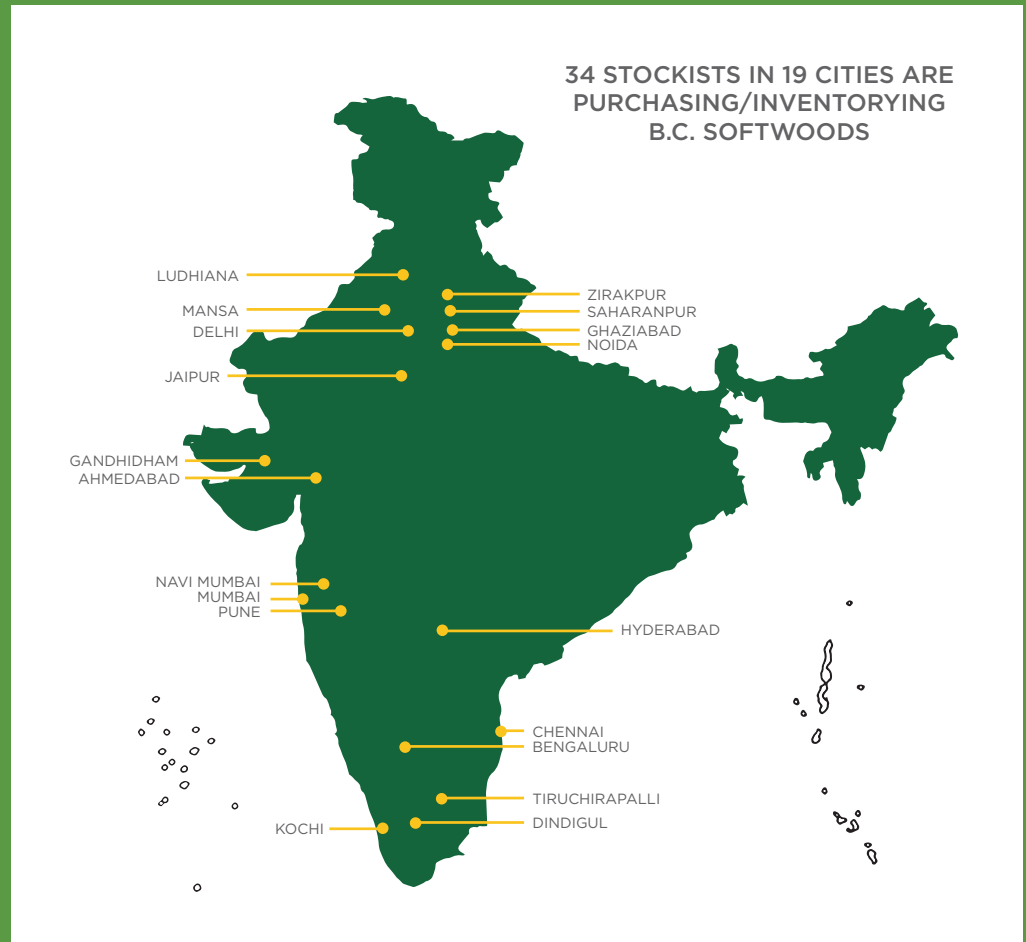 34 STOCKISTS IN 19 CITIES ARE
PURCHASING/INVENTORYING
B.C. SOFTWOODS
LUDHIANA
MANSA
DELHI
JAIPUR
ZIRAKPUR
SAHARANPUR
GHAZIABAD
NOIDA
GANDHIDHAM
AHMEDABAD
NAVI MUMBAI
MUMBAI
PUNE
HYDERABAD
CHENNAI
BENGALURU
TIRUCHIRAPALLI
DINDIGUL
KOCHI